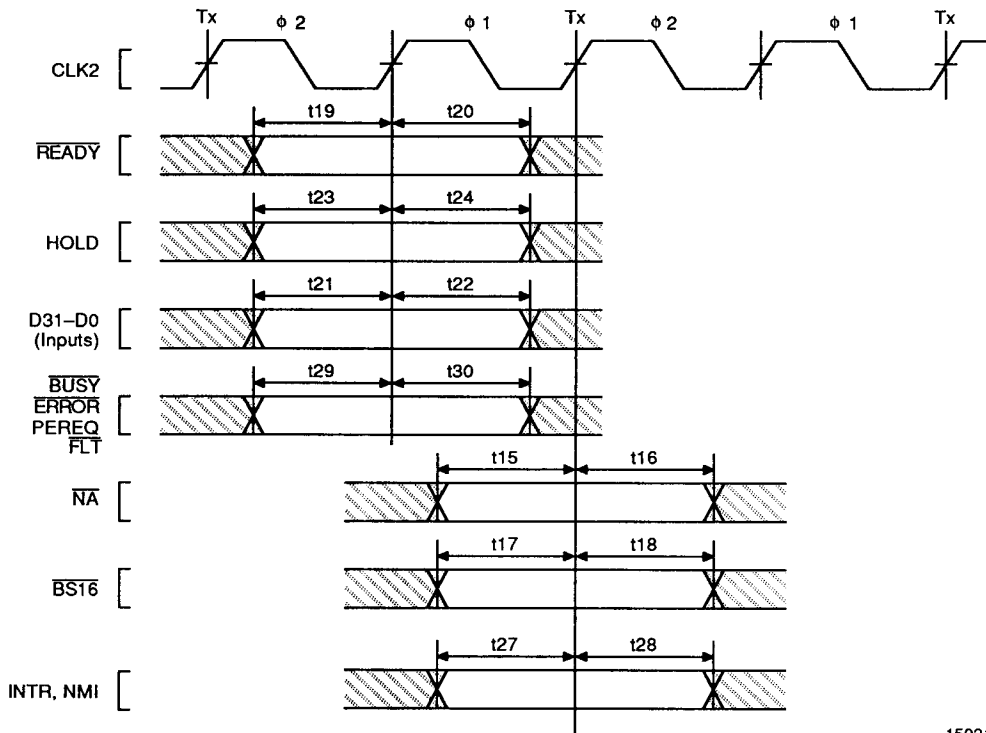 Tx ϕ 2 ϕ 1 Tx ϕ 2 ϕ 1 Tx
CLK2
t19 t20
READY
t23 t24
HOLD
t21 t22
D31–D0
(Inputs)
t29 t30
BUSY
ERROR
PEREQ
FLT
t15 t16
NA
t17 t18
BS16
t27 t28
INTR, NMI